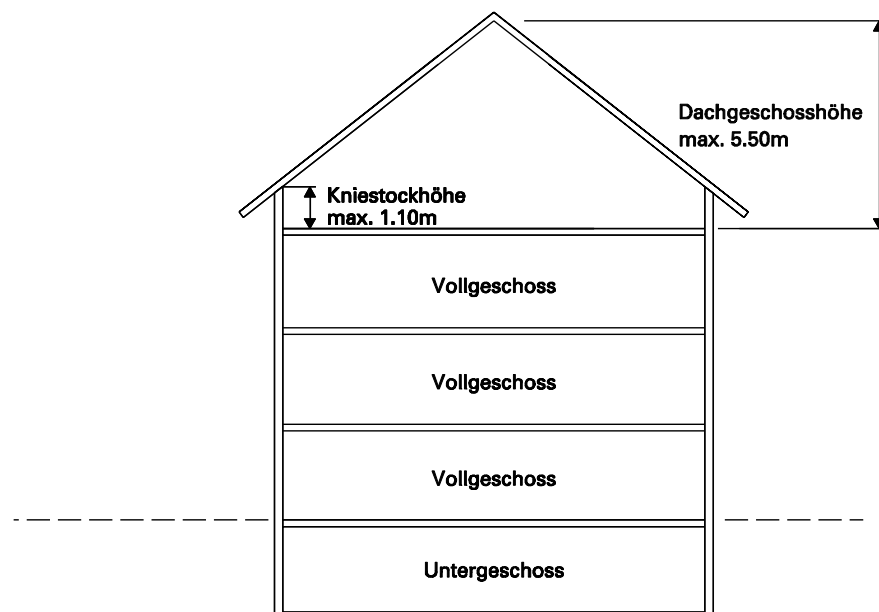 Dachgeschosshöhe
max. 5.50m
Kniestockhöhe
max. 1.10m
Vollgeschoss
Vollgeschoss
Vollgeschoss
Untergeschoss